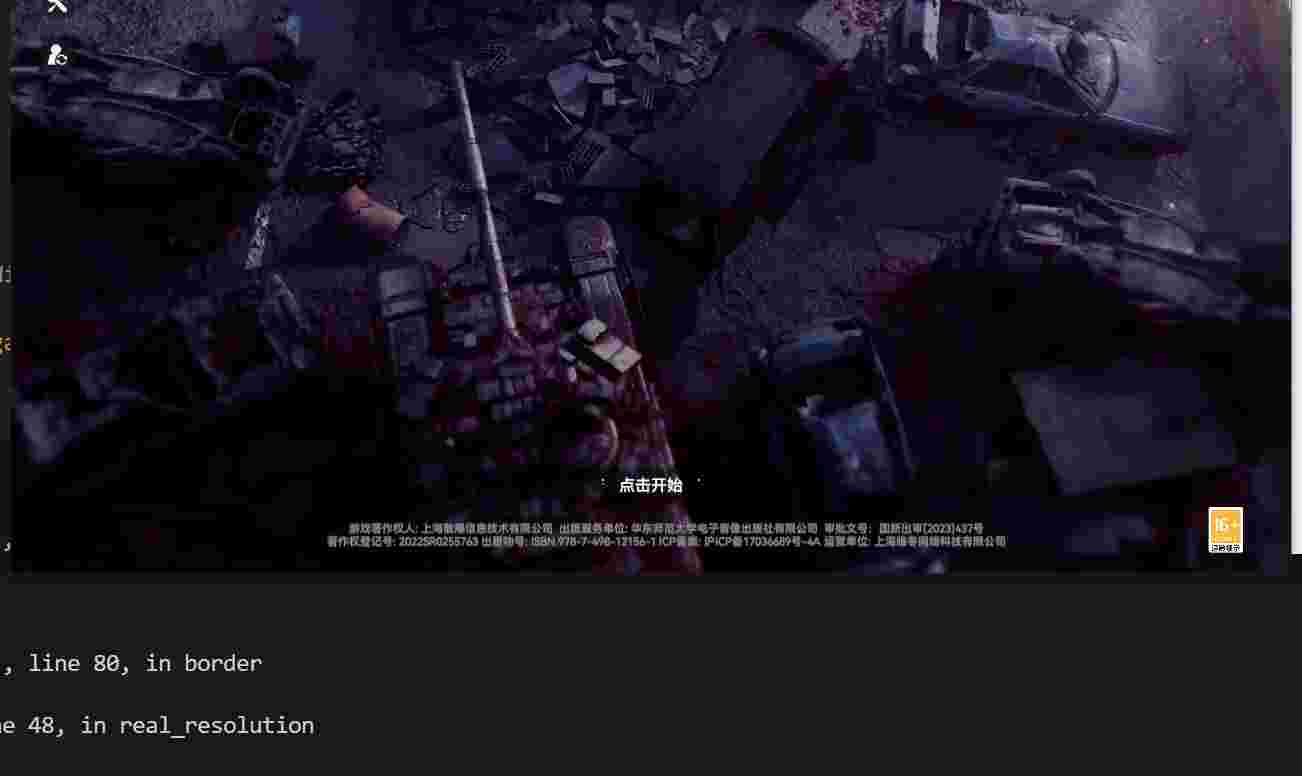 点击开始
游戏著作权人: 上海散爆信息技术有限公司 出版服务单位: 华东师范大学电子音像出版社有限公司 审批文号: 国新出审[2023]437号
著作权登记号: 2022SR0255763 出版物号: ISBN 978-7-498-12156-1 ICP备案: 沪ICP备17036689号-4A 运营单位: 上海暗零网络科技有限公司
16+
适龄提示
, line 80, in border
48, in real_resolution